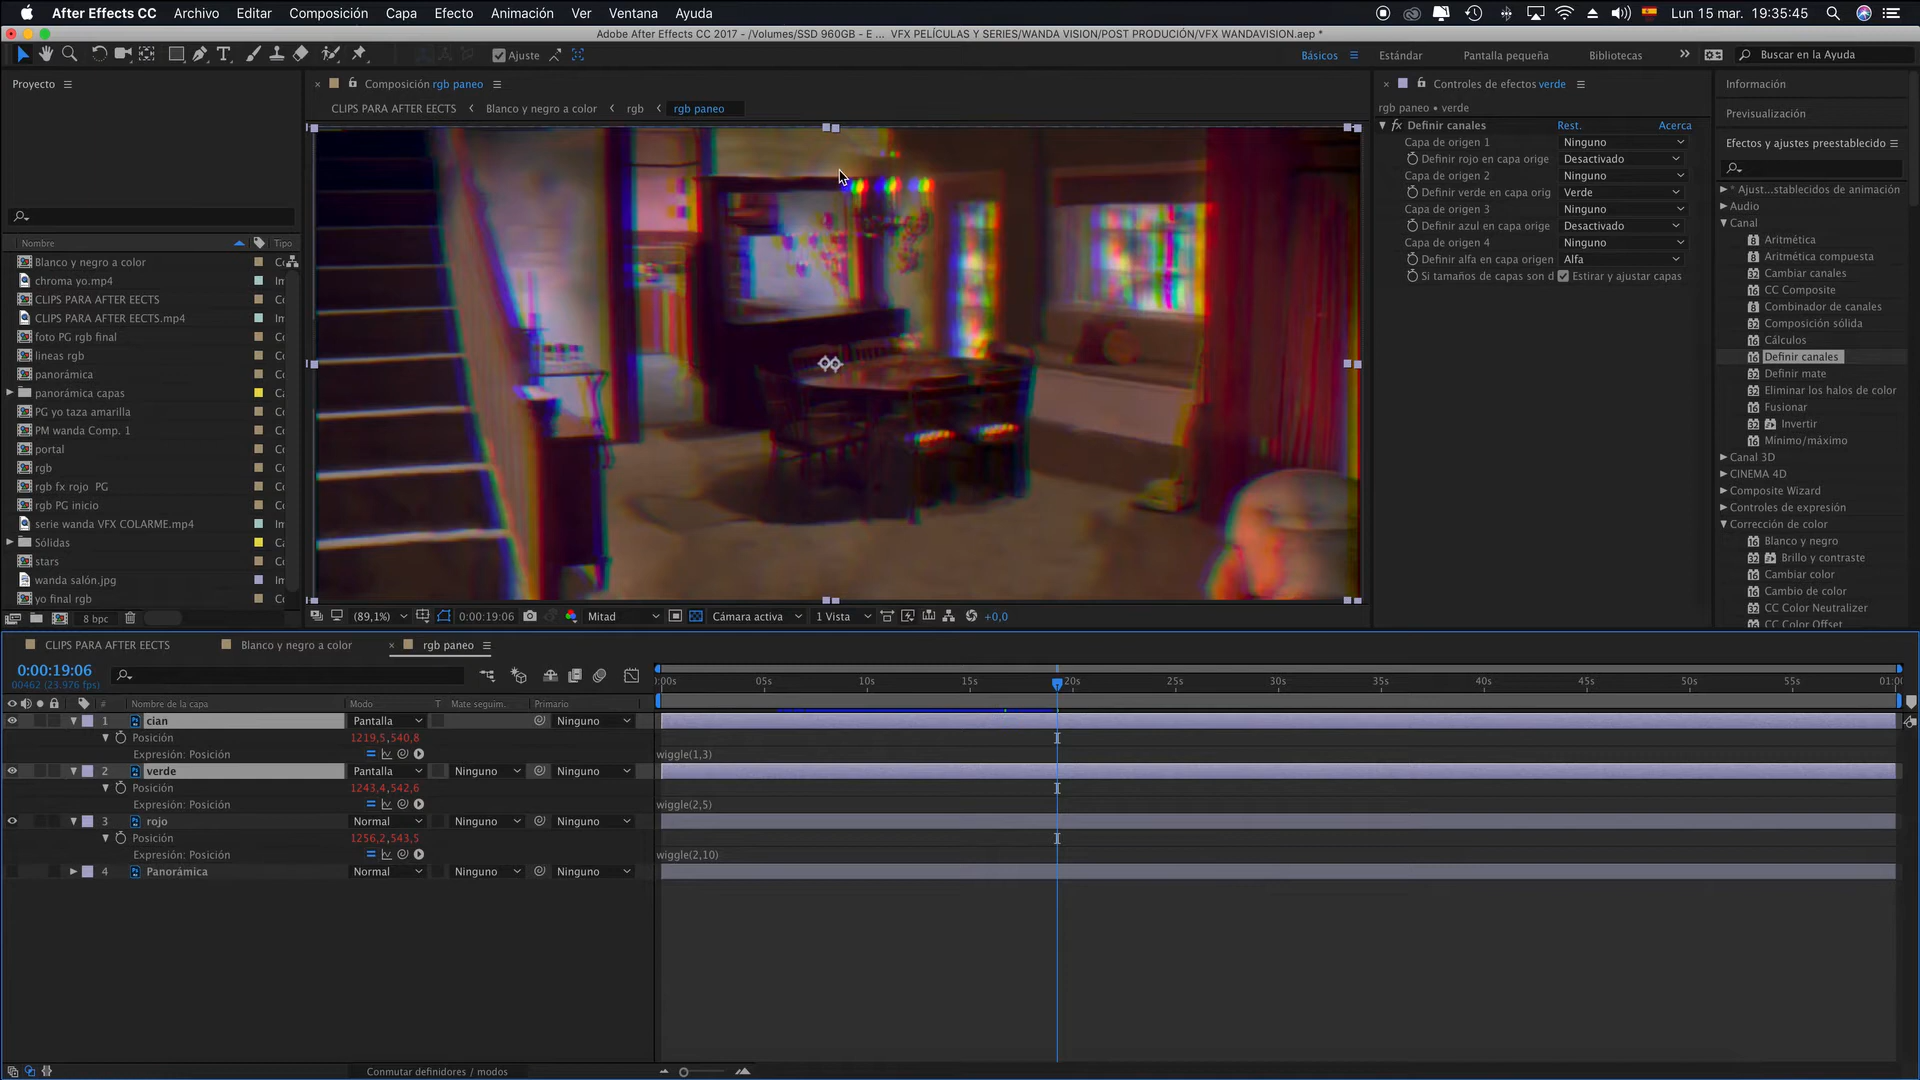 After Effects CC Archivo Editar Composición Capa Efecto Animación Ver Ventana Ayuda Lun 15 mar. 19:35:45
Adobe After Effects CC 2017 - /Volumes/SSD 960GB - E ... VFX PELÍCULAS Y SERIES/WANDA VISION/POST PRODUCIÓN/VFX WANDAVISION.aep *
Ajuste Básicos Estándar Pantalla pequeña Bibliotecas Buscar en la Ayuda
Proyecto
Nombre Tipo
Blanco y negro a color
chroma yo.mp4
CLIPS PARA AFTER EECTS
CLIPS PARA AFTER EECTS.mp4
foto PG rgb final
lineas rgb
panorámica
panorámica capas
PG yo taza amarilla
PM wanda Comp. 1
portal
rgb
rgb fx rojo PG
rgb PG inicio
serie wanda VFX COLARME.mp4
Sólidas
stars
wanda salón.jpg
yo final rgb
8 bpc
Composición rgb paneo
CLIPS PARA AFTER EECTS Blanco y negro a color rgb rgb paneo
(89,1%) 0:00:19:06 Mitad Cámara activa 1 Vista +0,0
Controles de efectos verde
rgb paneo • verde
fx Definir canales Rest. Acerca
Capa de origen 1 Ninguno
Definir rojo en capa orige Desactivado
Capa de origen 2 Ninguno
Definir verde en capa orig Verde
Capa de origen 3 Ninguno
Definir azul en capa orige Desactivado
Capa de origen 4 Ninguno
Definir alfa en capa origen Alfa
Si tamaños de capas son d Estirar y ajustar capas
Información
Previsualización
Efectos y ajustes preestablecido
* Ajust...stablecidos de animación
Audio
Canal
Aritmética
Aritmética compuesta
Cambiar canales
CC Composite
Combinador de canales
Composición sólida
Cálculos
Definir canales
Definir mate
Eliminar los halos de color
Fusionar
Invertir
Mínimo/máximo
Canal 3D
CINEMA 4D
Composite Wizard
Controles de expresión
Corrección de color
Blanco y negro
Brillo y contraste
Cambiar color
Cambio de color
CC Color Neutralizer
CC Color Offset
CLIPS PARA AFTER EECTS Blanco y negro a color rgb paneo
0:00:19:06
00462 (23.976 fps)
:00s 05s 10s 15s 20s 25s 30s 35s 40s 45s 50s 55s 01:00
# Nombre de la capa Modo T Mate seguim. Primario
1 cian Pantalla Ninguno
Posición 1219,5,540,8
Expresión: Posición wiggle(1,3)
2 verde Pantalla Ninguno Ninguno
Posición 1243,4,542,6
Expresión: Posición wiggle(2,5)
3 rojo Normal Ninguno Ninguno
Posición 1256,2,543,5
Expresión: Posición wiggle(2,10)
4 Panorámica Normal Ninguno Ninguno
Conmutar definidores / modos